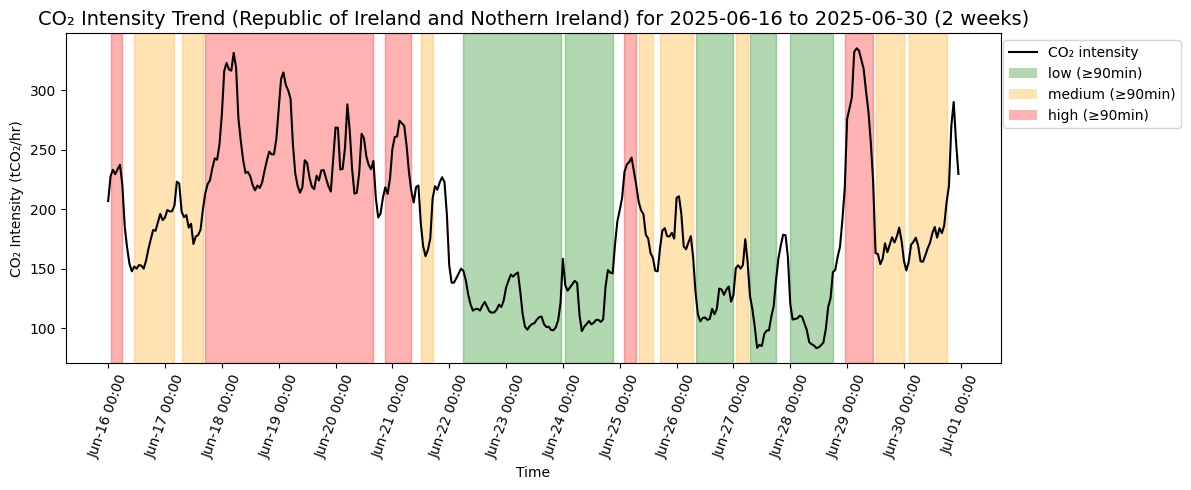 CO₂ Intensity Trend (Republic of Ireland and Nothern Ireland) for 2025-06-16 to 2025-06-30 (2 weeks)
CO₂ intensity
low (≥90min)
medium (≥90min)
high (≥90min)
CO₂ Intensity (tCO₂/hr)
300
250
200
150
100
Jun-16 00:00
Jun-17 00:00
Jun-18 00:00
Jun-19 00:00
Jun-20 00:00
Jun-21 00:00
Jun-22 00:00
Jun-23 00:00
Jun-24 00:00
Jun-25 00:00
Jun-26 00:00
Jun-27 00:00
Jun-28 00:00
Jun-29 00:00
Jun-30 00:00
Jul-01 00:00
Time